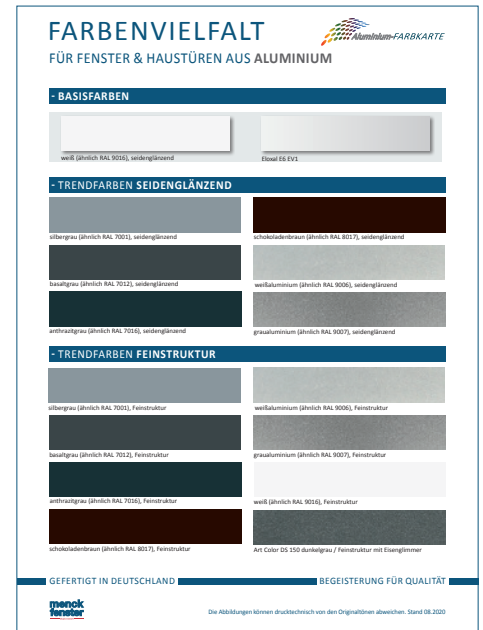 FARBENVIELFALT
Aluminium-FARBKARTE
FÜR FENSTER & HAUSTÜREN AUS ALUMINIUM
- BASISFARBEN
weiß (ähnlich RAL 9016), seidenglänzend
Eloxal E6 EV1
- TRENDFARBEN SEIDENGLÄNZEND
silbergrau (ähnlich RAL 7001), seidenglänzend
schokoladenbraun (ähnlich RAL 8017), seidenglänzend
basaltgrau (ähnlich RAL 7012), seidenglänzend
weißaluminium (ähnlich RAL 9006), seidenglänzend
anthrazitgrau (ähnlich RAL 7016), seidenglänzend
graualuminium (ähnlich RAL 9007), seidenglänzend
- TRENDFARBEN FEINSTRUKTUR
silbergrau (ähnlich RAL 7001), Feinstruktur
weißaluminium (ähnlich RAL 9006), Feinstruktur
basaltgrau (ähnlich RAL 7012), Feinstruktur
graualuminium (ähnlich RAL 9007), Feinstruktur
anthrazitgrau (ähnlich RAL 7016), Feinstruktur
weiß (ähnlich RAL 9016), Feinstruktur
schokoladenbraun (ähnlich RAL 8017), Feinstruktur
Art Color DS 150 dunkelgrau / Feinstruktur mit Eisenglimmer
GEFERTIGT IN DEUTSCHLAND
BEGEISTERUNG FÜR QUALITÄT
menck
fenster
Die Abbildungen können drucktechnisch von den Originaltönen abweichen. Stand 08.2020